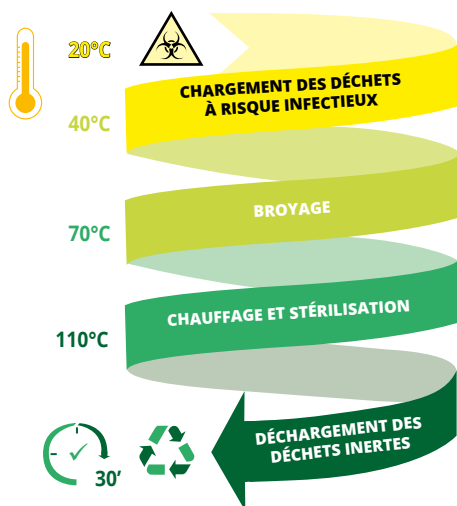 20°C
CHARGEMENT DES DÉCHETS
À RISQUE INFECTIEUX
40°C
BROYAGE
70°C
CHAUFFAGE ET STÉRILISATION
110°C
DÉCHARGEMENT DES
DÉCHETS INERTES
30’